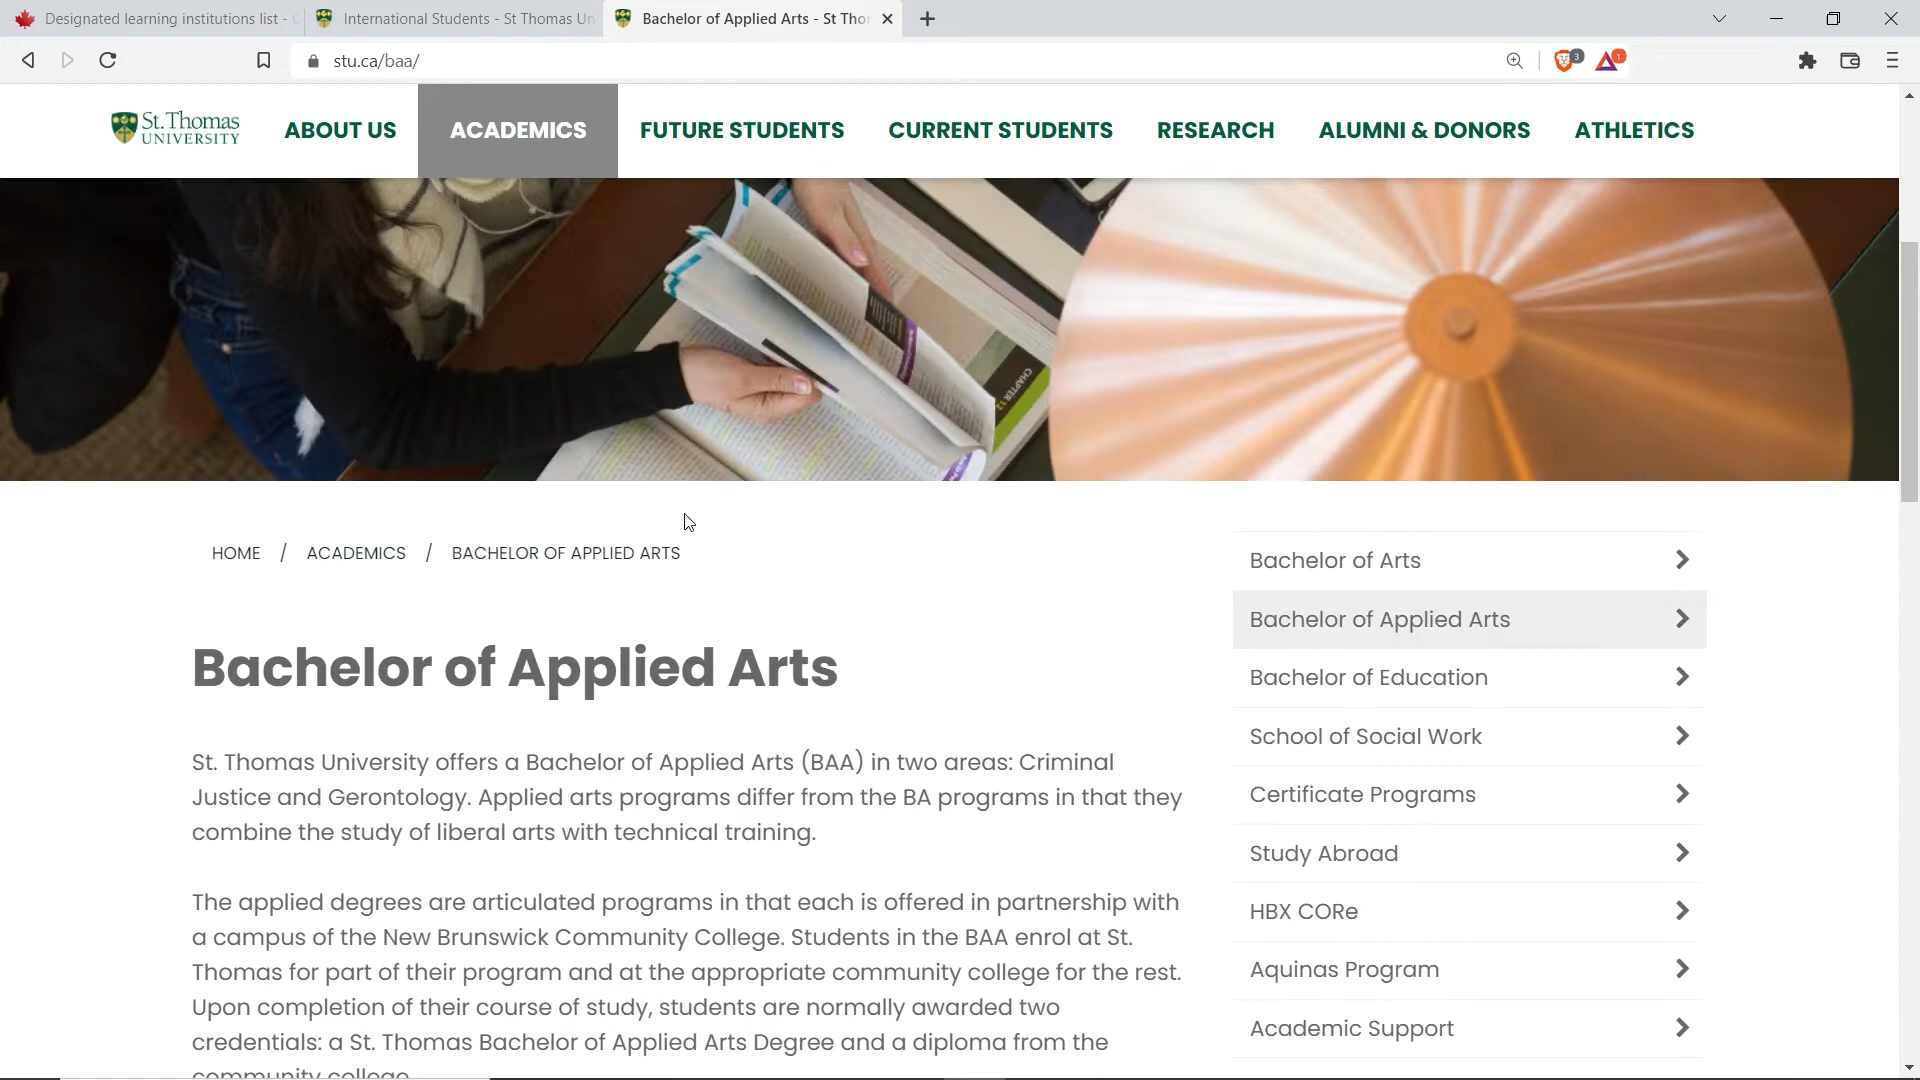 Designated learning institutions list -
International Students - St Thomas Un
Bachelor of Applied Arts - St Tho
stu.ca/baa/
3
1
St. Thomas
UNIVERSITY
ABOUT US
ACADEMICS
FUTURE STUDENTS
CURRENT STUDENTS
RESEARCH
ALUMNI & DONORS
ATHLETICS
CHAPTER 12
HOME / ACADEMICS / BACHELOR OF APPLIED ARTS
Bachelor of Applied Arts
St. Thomas University offers a Bachelor of Applied Arts (BAA) in two areas: Criminal
Justice and Gerontology. Applied arts programs differ from the BA programs in that they
combine the study of liberal arts with technical training.
The applied degrees are articulated programs in that each is offered in partnership with
a campus of the New Brunswick Community College. Students in the BAA enrol at St.
Thomas for part of their program and at the appropriate community college for the rest.
Upon completion of their course of study, students are normally awarded two
credentials: a St. Thomas Bachelor of Applied Arts Degree and a diploma from the
community college.
Bachelor of Arts
Bachelor of Applied Arts
Bachelor of Education
School of Social Work
Certificate Programs
Study Abroad
HBX CORe
Aquinas Program
Academic Support